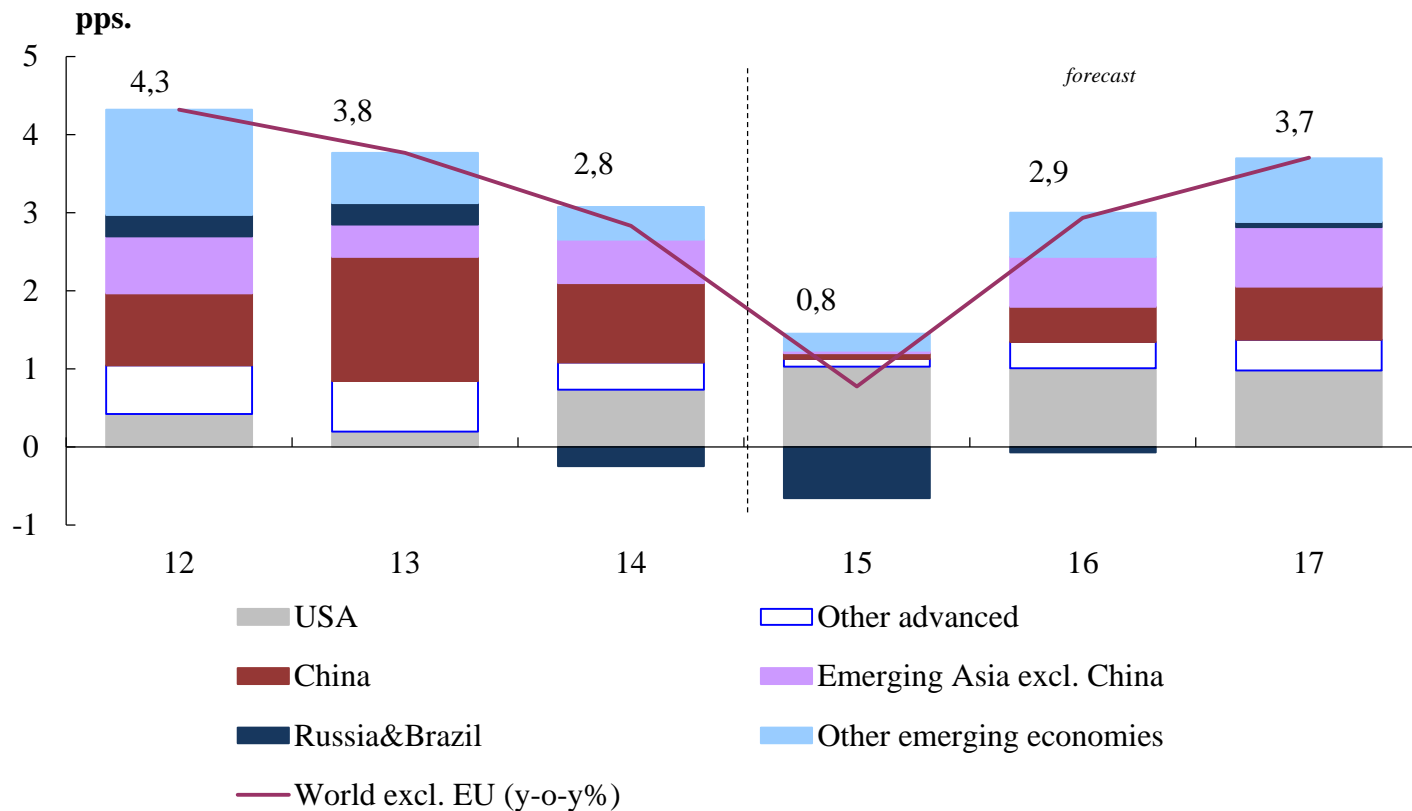 pps.
5
4
3
2
1
0
-1
forecast
4,3
3,8
2,8
0,8
2,9
3,7
12 13 14 15 16 17
USA Other advanced
China Emerging Asia excl. China
Russia&Brazil Other emerging economies
World excl. EU (y-o-y%)